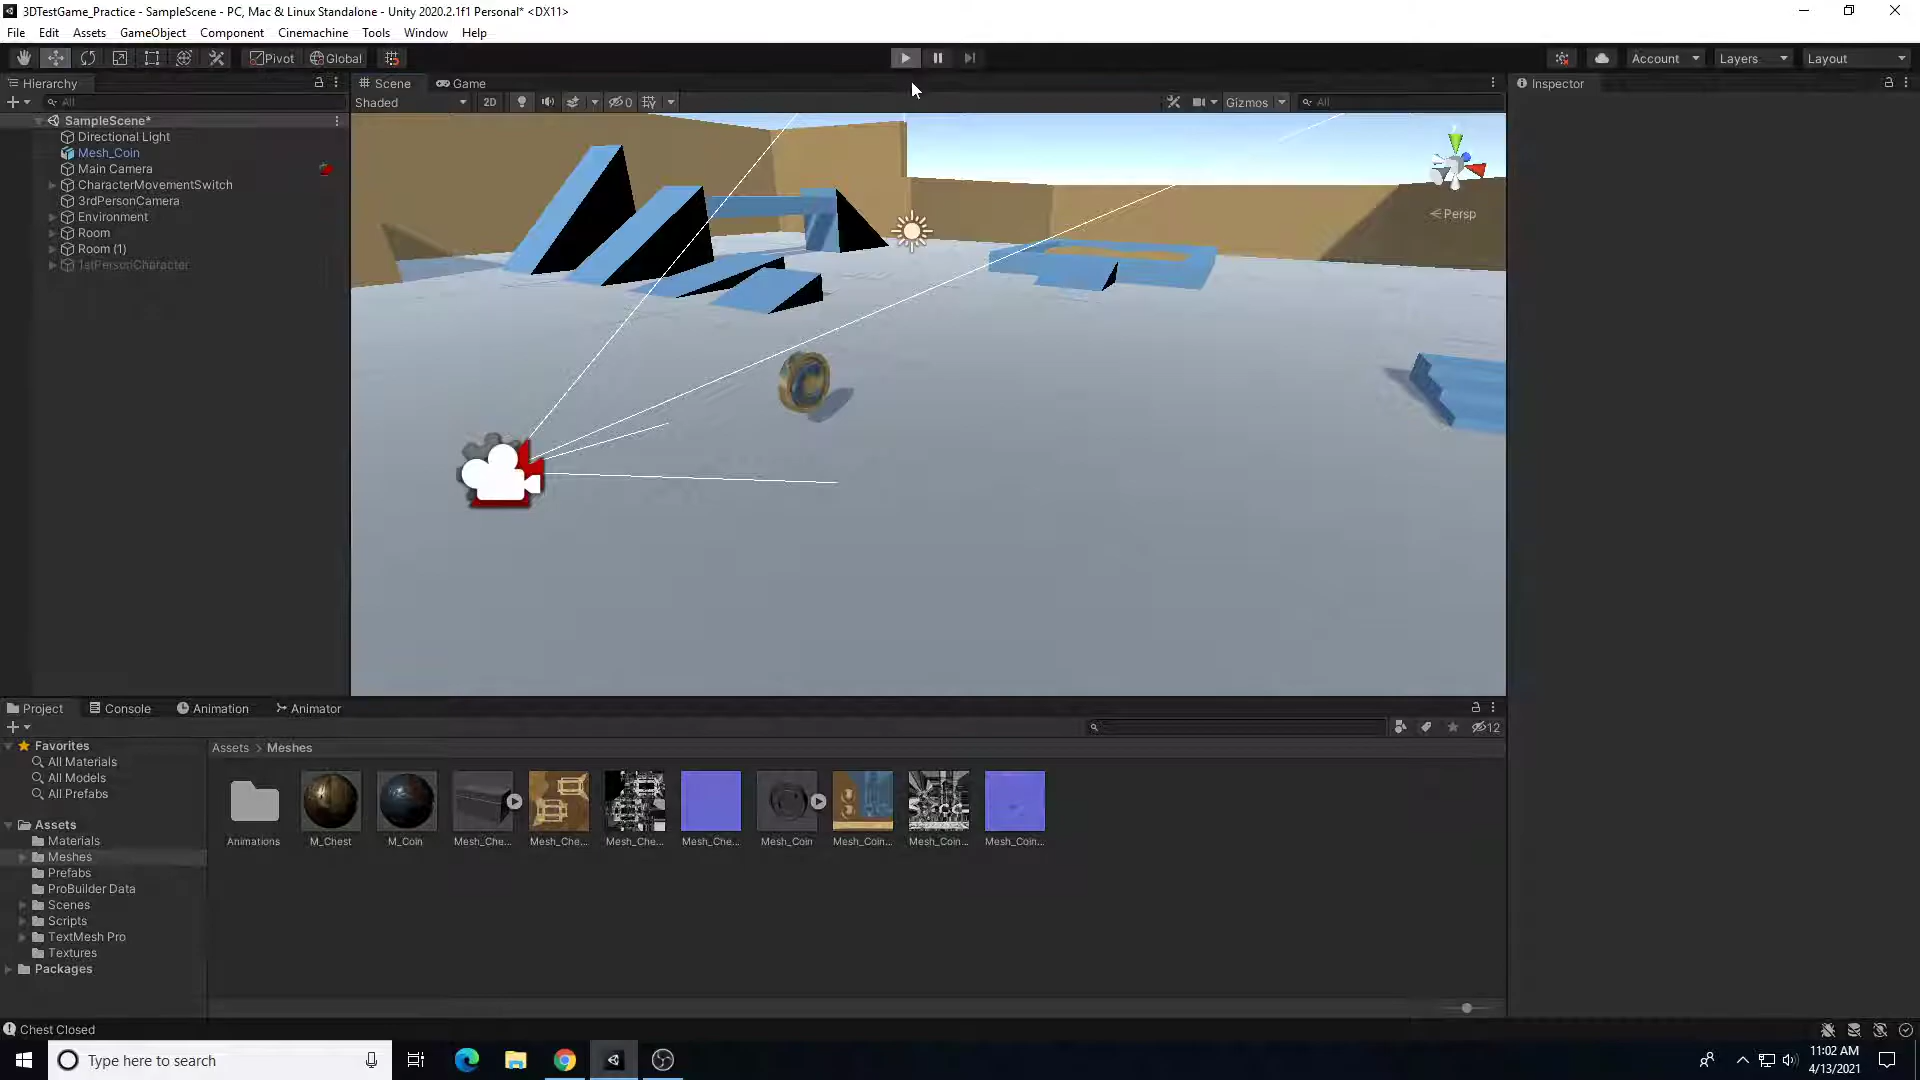 3DTestGame_Practice - SampleScene - PC, Mac & Linux Standalone - Unity 2020.2.1f1 Personal* <DX11>
File Edit Assets GameObject Component Cinemachine Tools Window Help
Pivot Global Account Layers Layout
Hierarchy Scene Game Inspector
All Shaded 2D 0 Gizmos All
SampleScene*
Directional Light
Mesh_Coin
Main Camera
CharacterMovementSwitch
3rdPersonCamera
Environment
Room
Room (1)
1stPersonCharacter
Persp
Project Console Animation Animator
12
Favorites
All Materials
All Models
All Prefabs
Assets
Materials
Meshes
Prefabs
ProBuilder Data
Scenes
Scripts
TextMesh Pro
Textures
Packages
Assets > Meshes
Animations M_Chest M_Coin Mesh_Che... Mesh_Che... Mesh_Che... Mesh_Che... Mesh_Coin Mesh_Coin... Mesh_Coin... Mesh_Coin...
Chest Closed
Type here to search
11:02 AM
4/13/2021